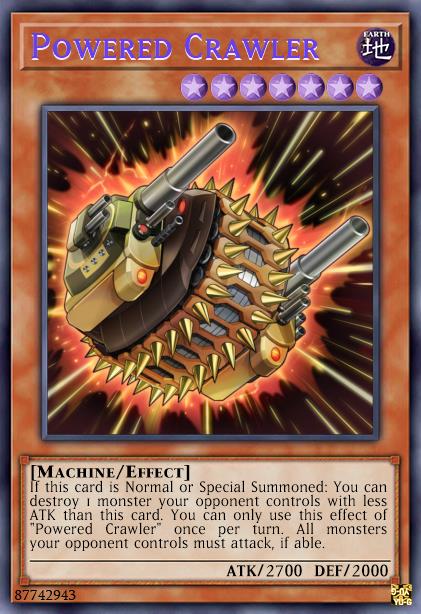 POWERED CRAWLER
EARTH
地
[MACHINE/EFFECT]
If this card is Normal or Special Summoned: You can
destroy 1 monster your opponent controls with less
ATK than this card. You can only use this effect of
"Powered Crawler" once per turn. All monsters
your opponent controls must attack, if able.
ATK/2700 DEF/2000
87742943